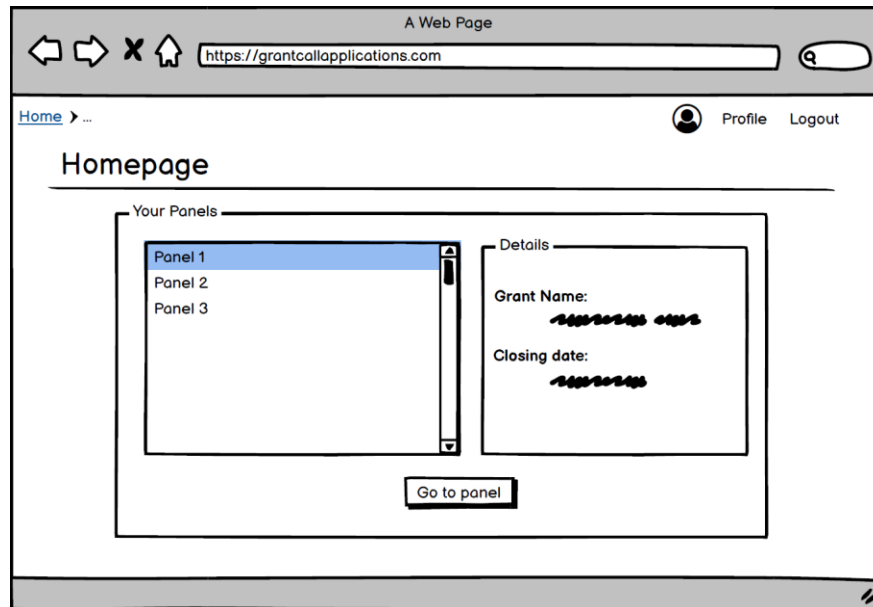 A Web Page
https://grantcallapplications.com
Home > ...
Profile Logout
Homepage
Your Panels
Panel 1
Panel 2
Panel 3
Details
Grant Name:
Closing date:
Go to panel